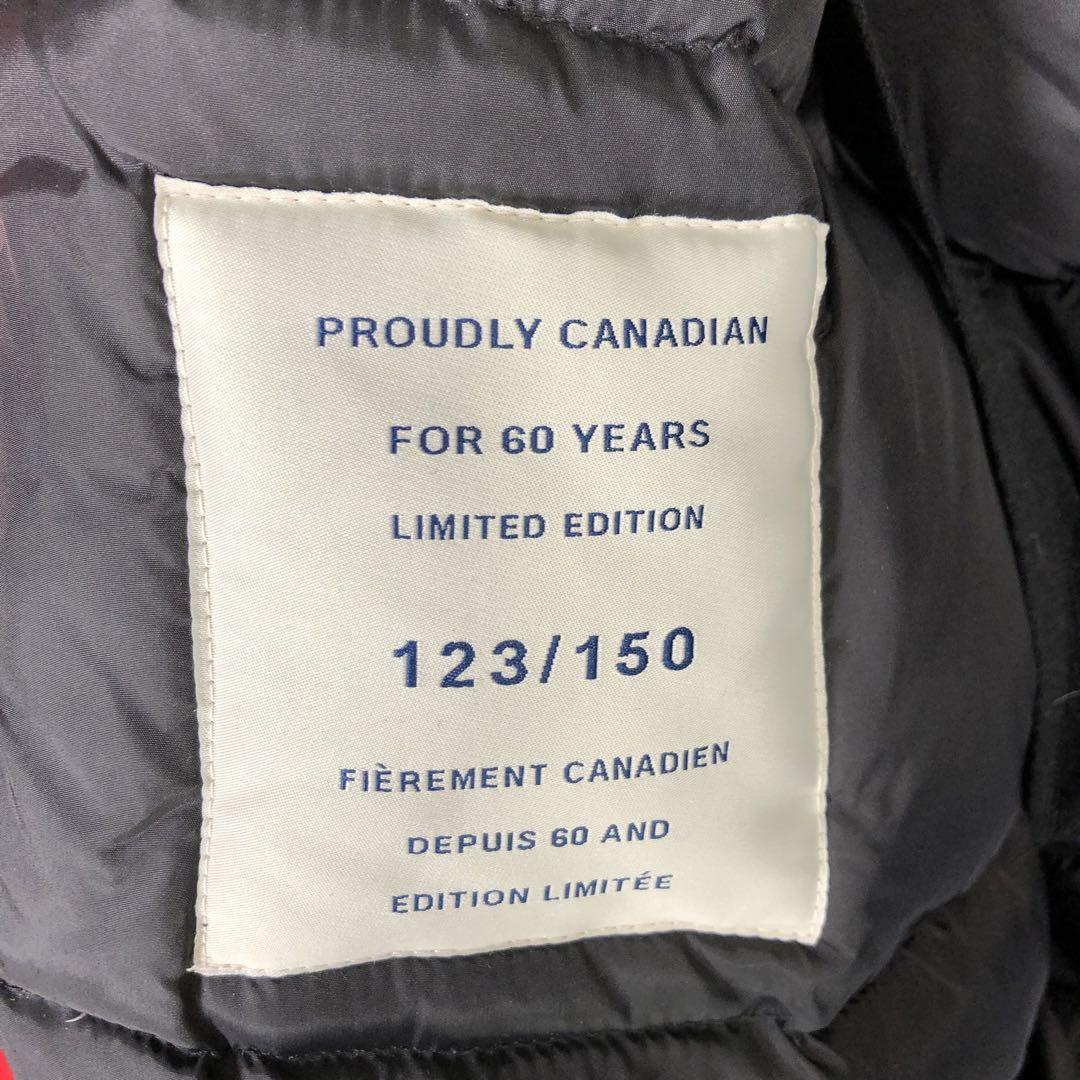 PROUDLY CANADIAN
FOR 60 YEARS
LIMITED EDITION
123/150
FIÈREMENT CANADIEN
DEPUIS 60 AND
EDITION LIMITÉE